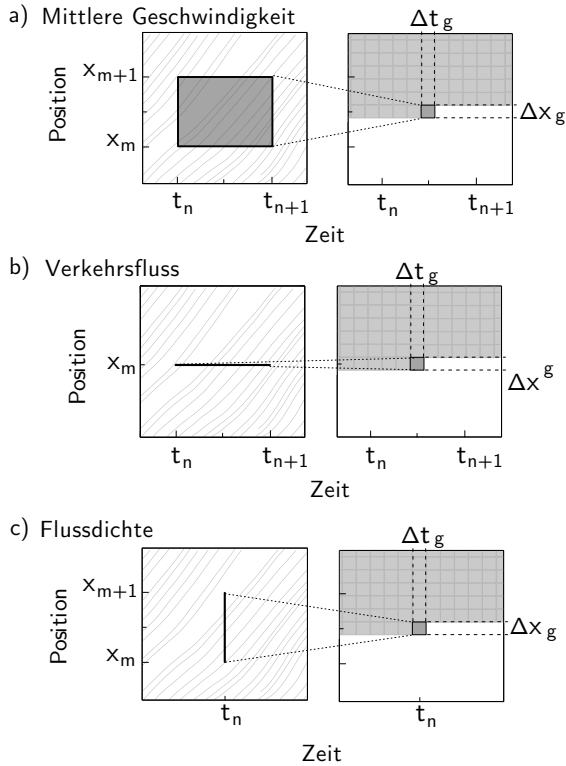 a) Mittlere Geschwindigkeit
Δt g
x m+1
Position
x m
Δx g
t n
t n+1
t n
t n+1
Zeit
b) Verkehrsfluss
Δt g
Position
x m
Δx g
t n
t n+1
t n
t n+1
Zeit
c) Flussdichte
Δt g
x m+1
Position
x m
Δx g
t n
t n
Zeit